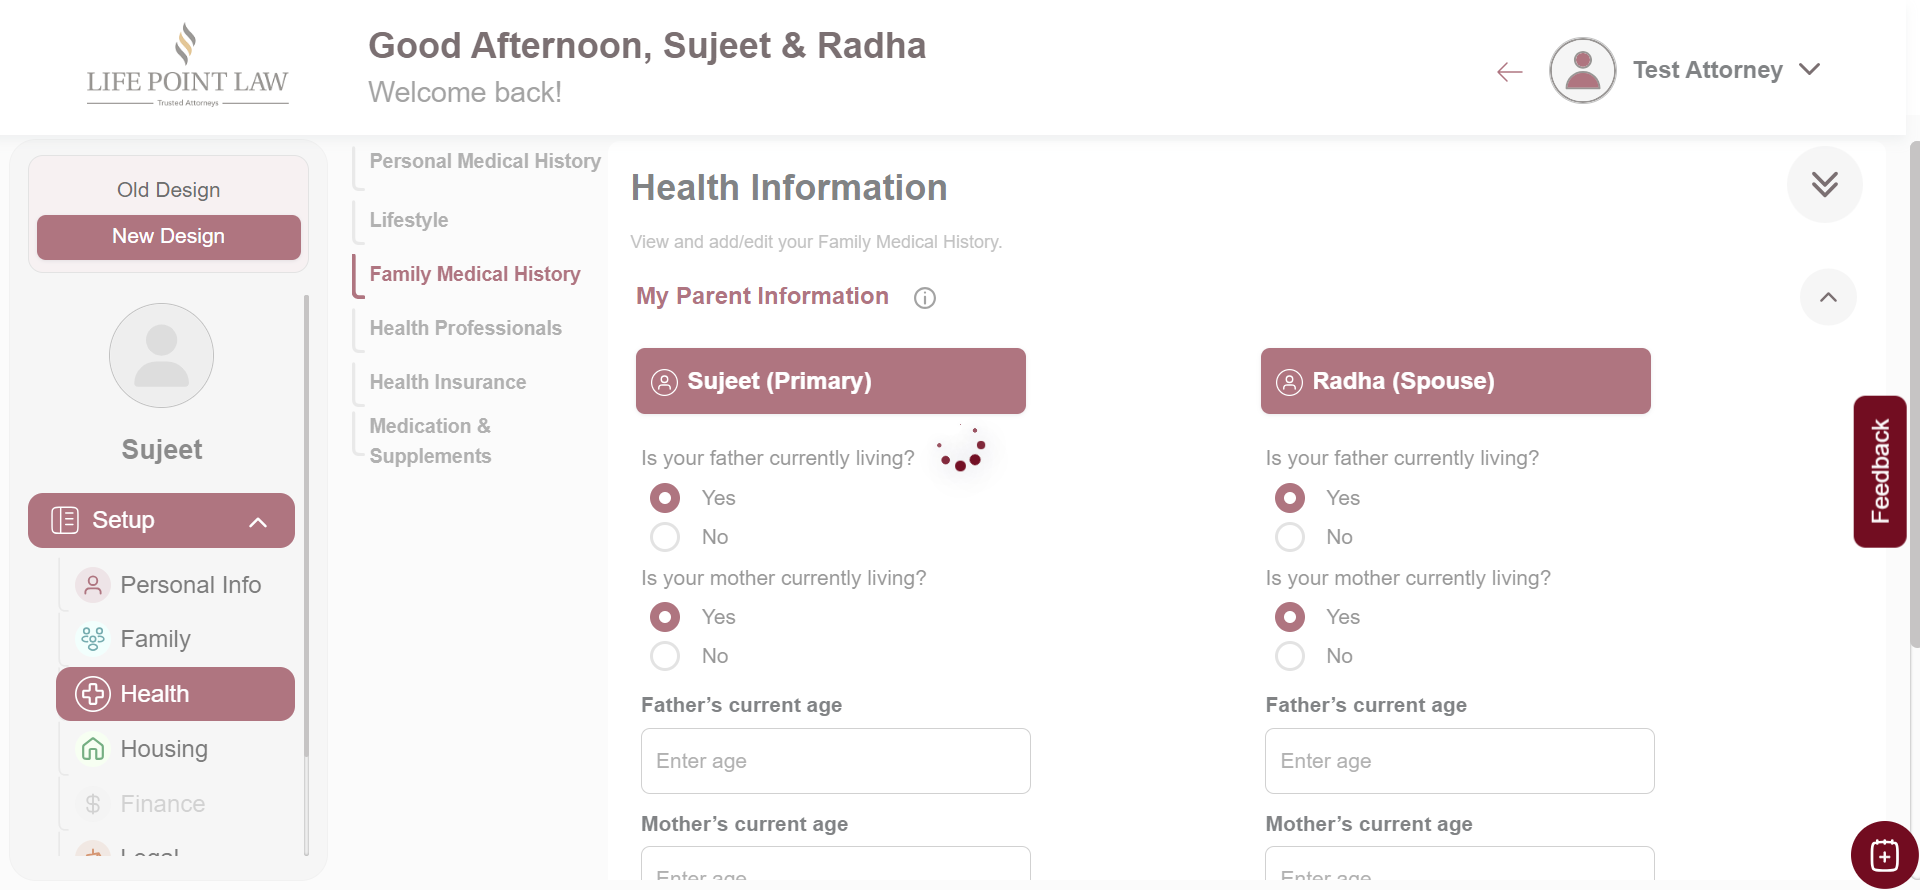 LIFE POINT LAW
Trusted Attorneys
Good Afternoon, Sujeet & Radha
Welcome back!
Test Attorney
Old Design
New Design
Sujeet
Setup
Personal Info
Family
Health
Housing
Finance
Legal
Personal Medical History
Lifestyle
Family Medical History
Health Professionals
Health Insurance
Medication &
Supplements
Health Information
View and add/edit your Family Medical History.
My Parent Information
Sujeet (Primary)
Is your father currently living?
Yes
No
Is your mother currently living?
Yes
No
Father’s current age
Enter age
Mother’s current age
Enter age
Radha (Spouse)
Is your father currently living?
Yes
No
Is your mother currently living?
Yes
No
Father’s current age
Enter age
Mother’s current age
Enter age
Feedback